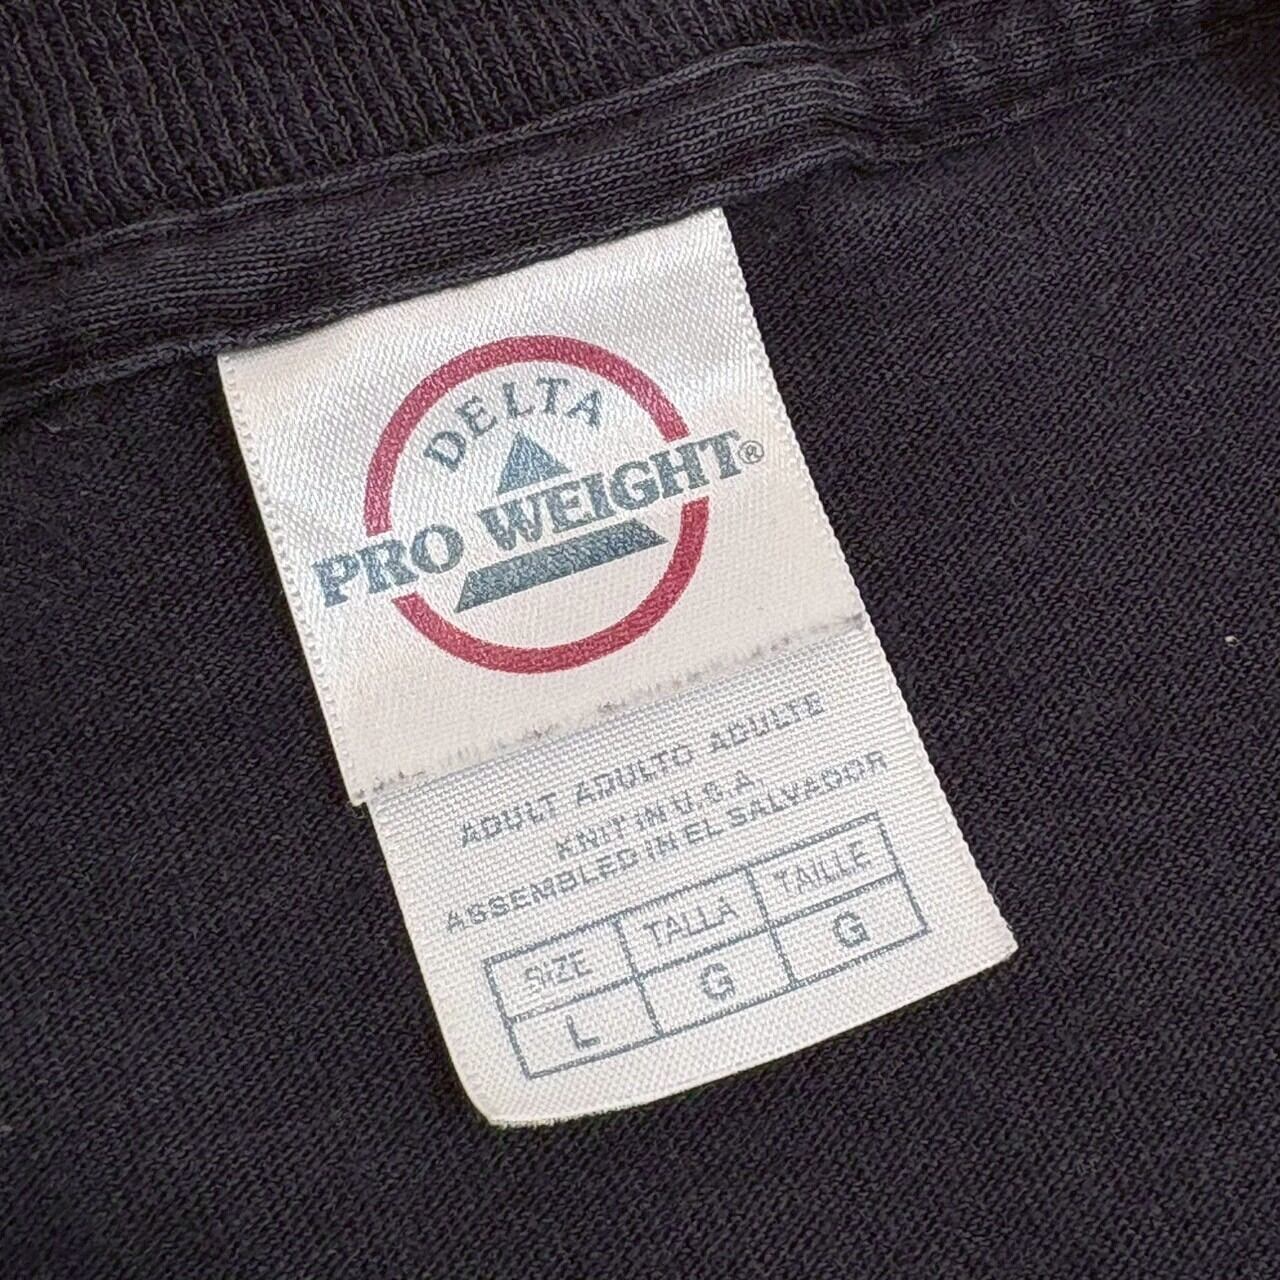 DELTA
PRO WEIGHT®
ADULT ADULTO ADULTE
KNIT IN U.S.A.
ASSEMBLED IN EL SALVADOR
SIZE TALLA TAILLE
L G G